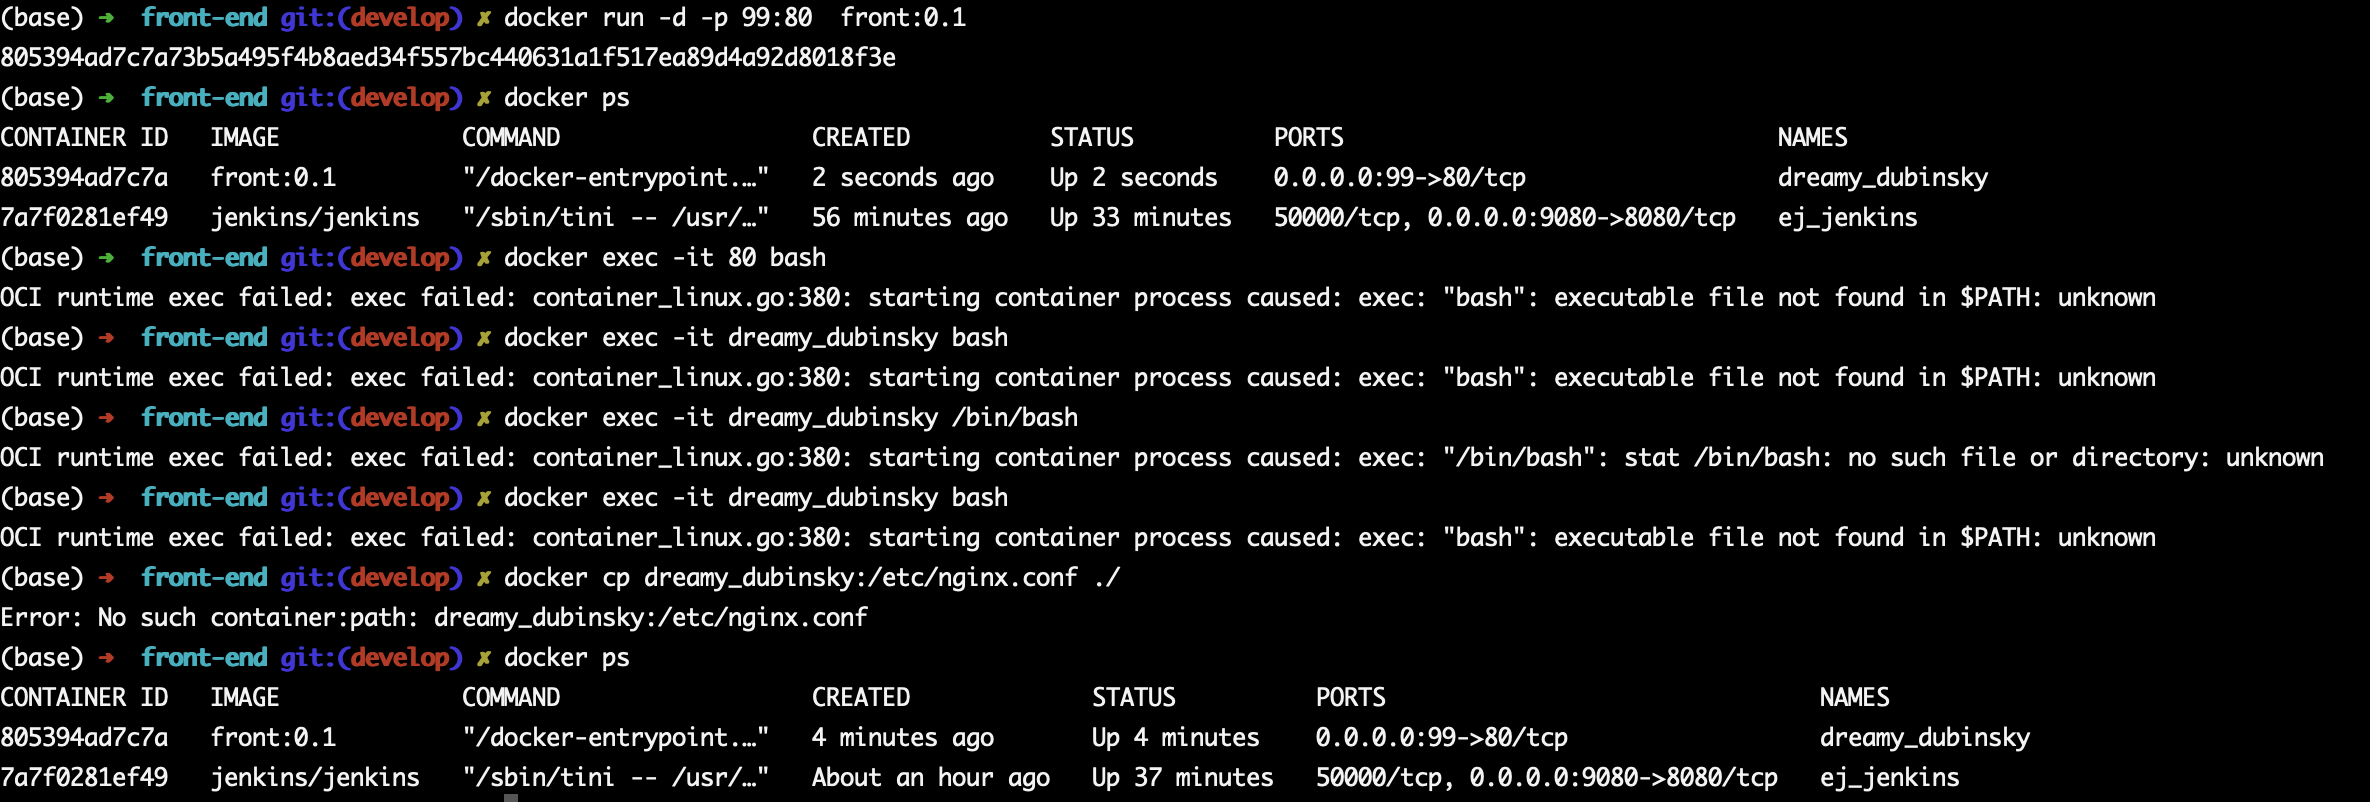 (base) ➜  front-end git:(develop) ✗ docker run -d -p 99:80  front:0.1
805394ad7c7a73b5a495f4b8aed34f557bc440631a1f517ea89d4a92d8018f3e
(base) ➜  front-end git:(develop) ✗ docker ps
CONTAINER ID   IMAGE             COMMAND                  CREATED          STATUS          PORTS                               NAMES
805394ad7c7a   front:0.1         "/docker-entrypoint.…"   2 seconds ago    Up 2 seconds    0.0.0.0:99->80/tcp                  dreamy_dubinsky
7a7f0281ef49   jenkins/jenkins   "/sbin/tini -- /usr/…"   56 minutes ago   Up 33 minutes   50000/tcp, 0.0.0.0:9080->8080/tcp   ej_jenkins
(base) ➜  front-end git:(develop) ✗ docker exec -it 80 bash
OCI runtime exec failed: exec failed: container_linux.go:380: starting container process caused: exec: "bash": executable file not found in $PATH: unknown
(base) ➜  front-end git:(develop) ✗ docker exec -it dreamy_dubinsky bash
OCI runtime exec failed: exec failed: container_linux.go:380: starting container process caused: exec: "bash": executable file not found in $PATH: unknown
(base) ➜  front-end git:(develop) ✗ docker exec -it dreamy_dubinsky /bin/bash
OCI runtime exec failed: exec failed: container_linux.go:380: starting container process caused: exec: "/bin/bash": stat /bin/bash: no such file or directory: unknown
(base) ➜  front-end git:(develop) ✗ docker exec -it dreamy_dubinsky bash
OCI runtime exec failed: exec failed: container_linux.go:380: starting container process caused: exec: "bash": executable file not found in $PATH: unknown
(base) ➜  front-end git:(develop) ✗ docker cp dreamy_dubinsky:/etc/nginx.conf ./
Error: No such container:path: dreamy_dubinsky:/etc/nginx.conf
(base) ➜  front-end git:(develop) ✗ docker ps
CONTAINER ID   IMAGE             COMMAND                  CREATED             STATUS          PORTS                               NAMES
805394ad7c7a   front:0.1         "/docker-entrypoint.…"   4 minutes ago       Up 4 minutes    0.0.0.0:99->80/tcp                  dreamy_dubinsky
7a7f0281ef49   jenkins/jenkins   "/sbin/tini -- /usr/…"   About an hour ago   Up 37 minutes   50000/tcp, 0.0.0.0:9080->8080/tcp   ej_jenkins